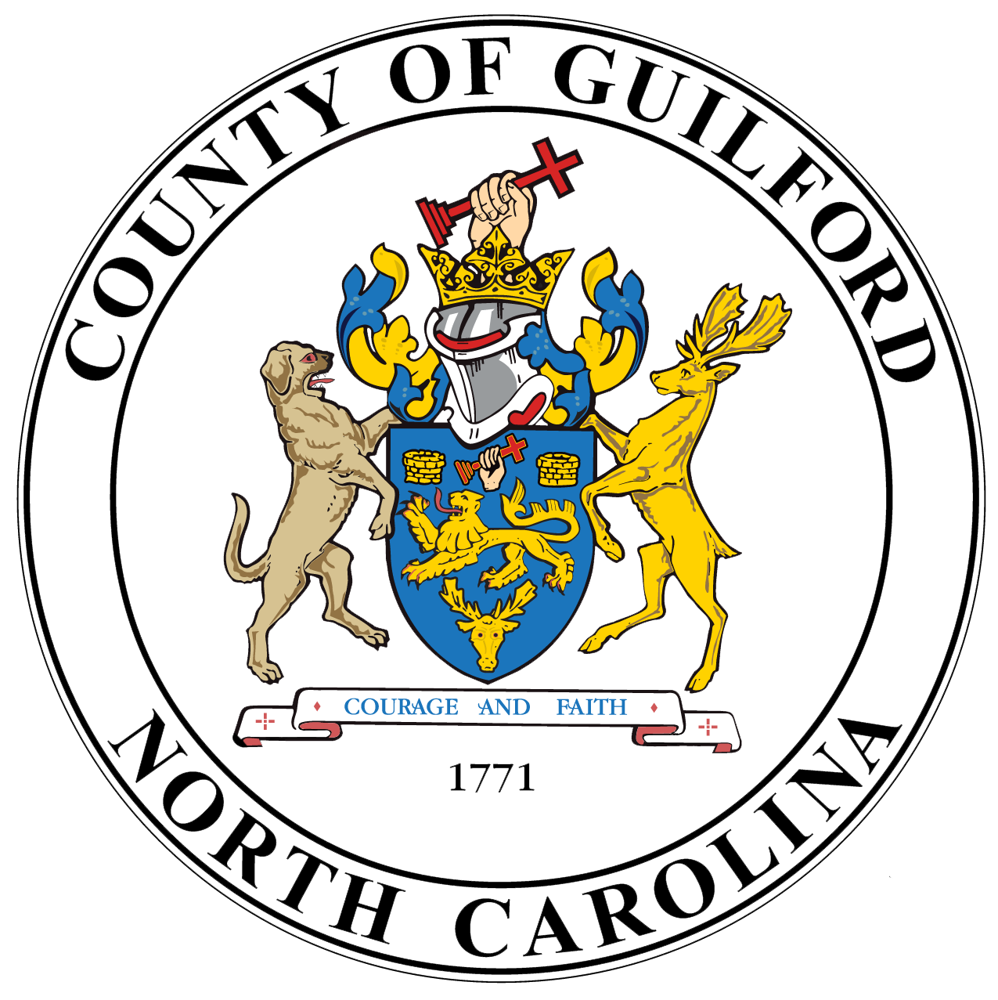 COUNTY OF GUILFORD
COURAGE AND FAITH
1771
NORTH CAROLINA